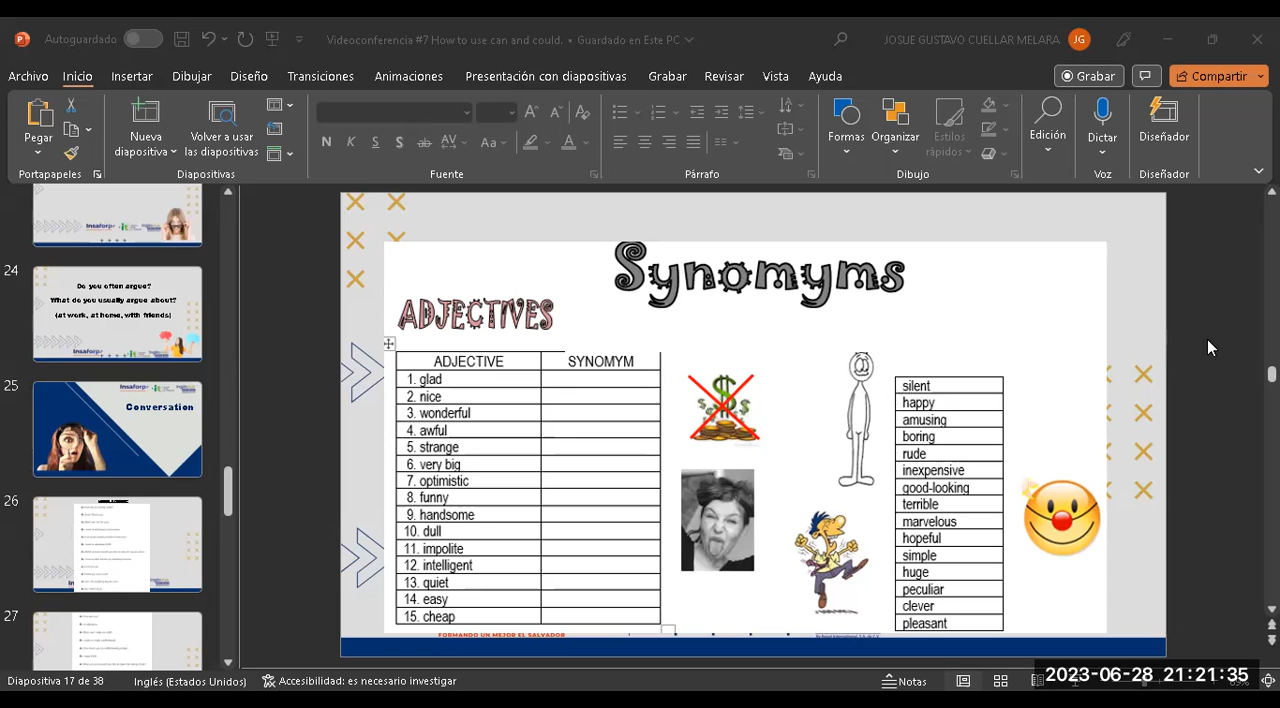 Autoguardado
Videoconferencia #7 How to use can and could. • Guardado en Este PC
JOSUE GUSTAVO CUELLAR MELARA JG
Archivo Inicio Insertar Dibujar Diseño Transiciones Animaciones Presentación con diapositivas Grabar Revisar Vista Ayuda Grabar Compartir
Pegar
Nueva diapositiva
Volver a usar las diapositivas
N K S S ab AV Aa A
Formas Organizar Estilos rápidos Edición Dictar Diseñador
Portapapeles Diapositivas Fuente Párrafo Dibujo Voz Diseñador
Insaforp
24
Do you often argue?
What do you usually argue about?
(at work, at home, with friends)
Insaforp
25
Insaforp
Conversation
26
27
Synomyms
ADJECTIVES
ADJECTIVE SYNOMYM
1. glad
2. nice
3. wonderful
4. awful
5. strange
6. very big
7. optimistic
8. funny
9. handsome
10. dull
11. impolite
12. intelligent
13. quiet
14. easy
15. cheap
silent
happy
amusing
boring
rude
inexpensive
good-looking
terrible
marvelous
hopeful
simple
huge
peculiar
clever
pleasant
FORMANDO UN MEJOR EL SALVADOR
Diapositiva 17 de 38 Inglés (Estados Unidos) Accesibilidad: es necesario investigar Notas
2023-06-28 21:21:35